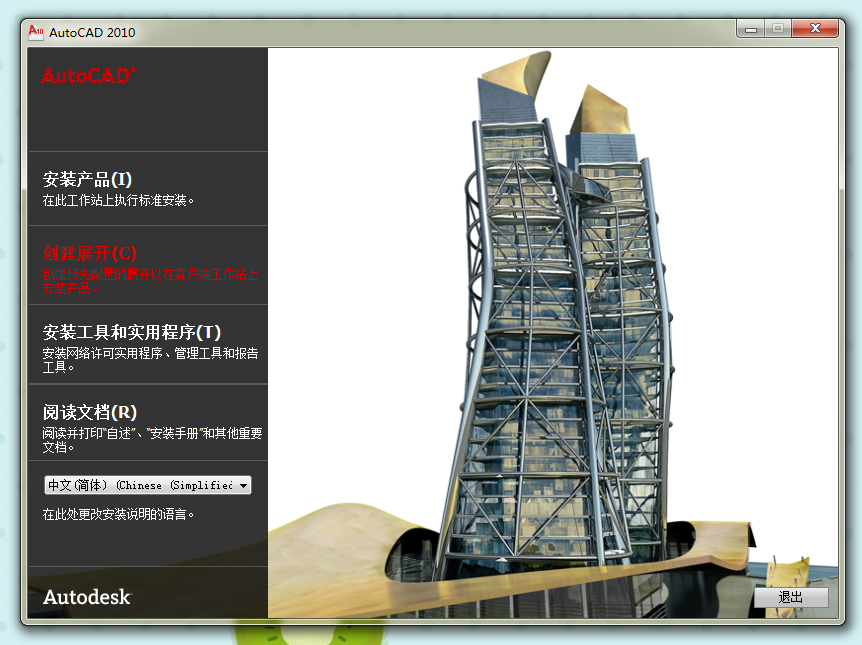 AutoCAD 2010
AutoCAD®
安装产品(I)
在此工作站上执行标准安装。
创建展开(C)
创建预先配置的展开以在客户端工作站上
安装产品。
安装工具和实用程序(T)
安装网络许可实用程序、管理工具和报告
工具。
阅读文档(R)
阅读并打印“自述”、“安装手册”和其他重要
文档。
中文(简体) (Chinese (Simplified
在此处更改安装说明的语言。
Autodesk
退出